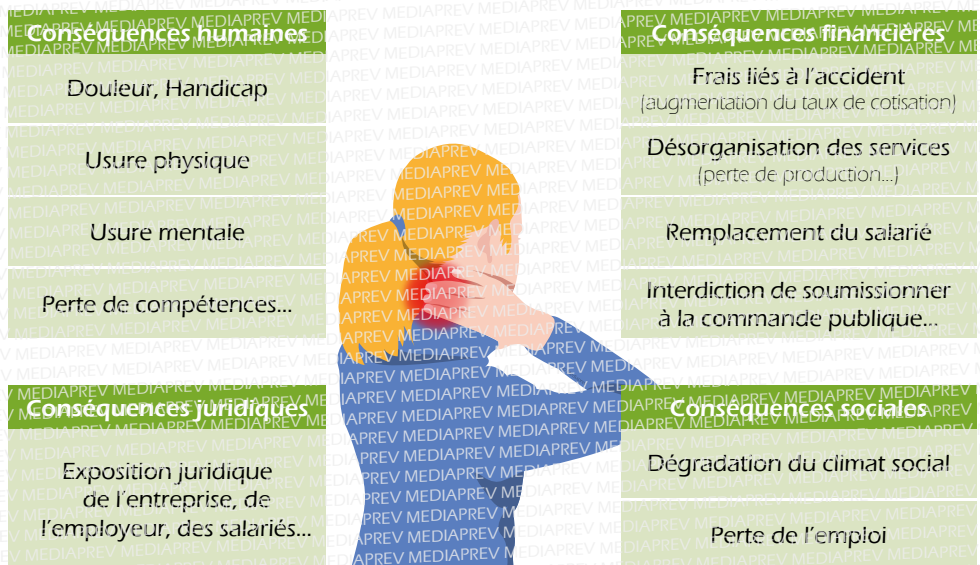 Conséquences humaines
Douleur, Handicap
Usure physique
Usure mentale
Perte de compétences...
Conséquences financières
Frais liés à l'accident
(augmentation du taux de cotisation)
Désorganisation des services
(perte de production...)
Remplacement du salarié
Interdiction de soumissionner
à la commande publique...
Conséquences juridiques
Exposition juridique
de l'entreprise, de
l'employeur, des salariés...
Conséquences sociales
Dégradation du climat social
Perte de l'emploi
MEDIAPREV